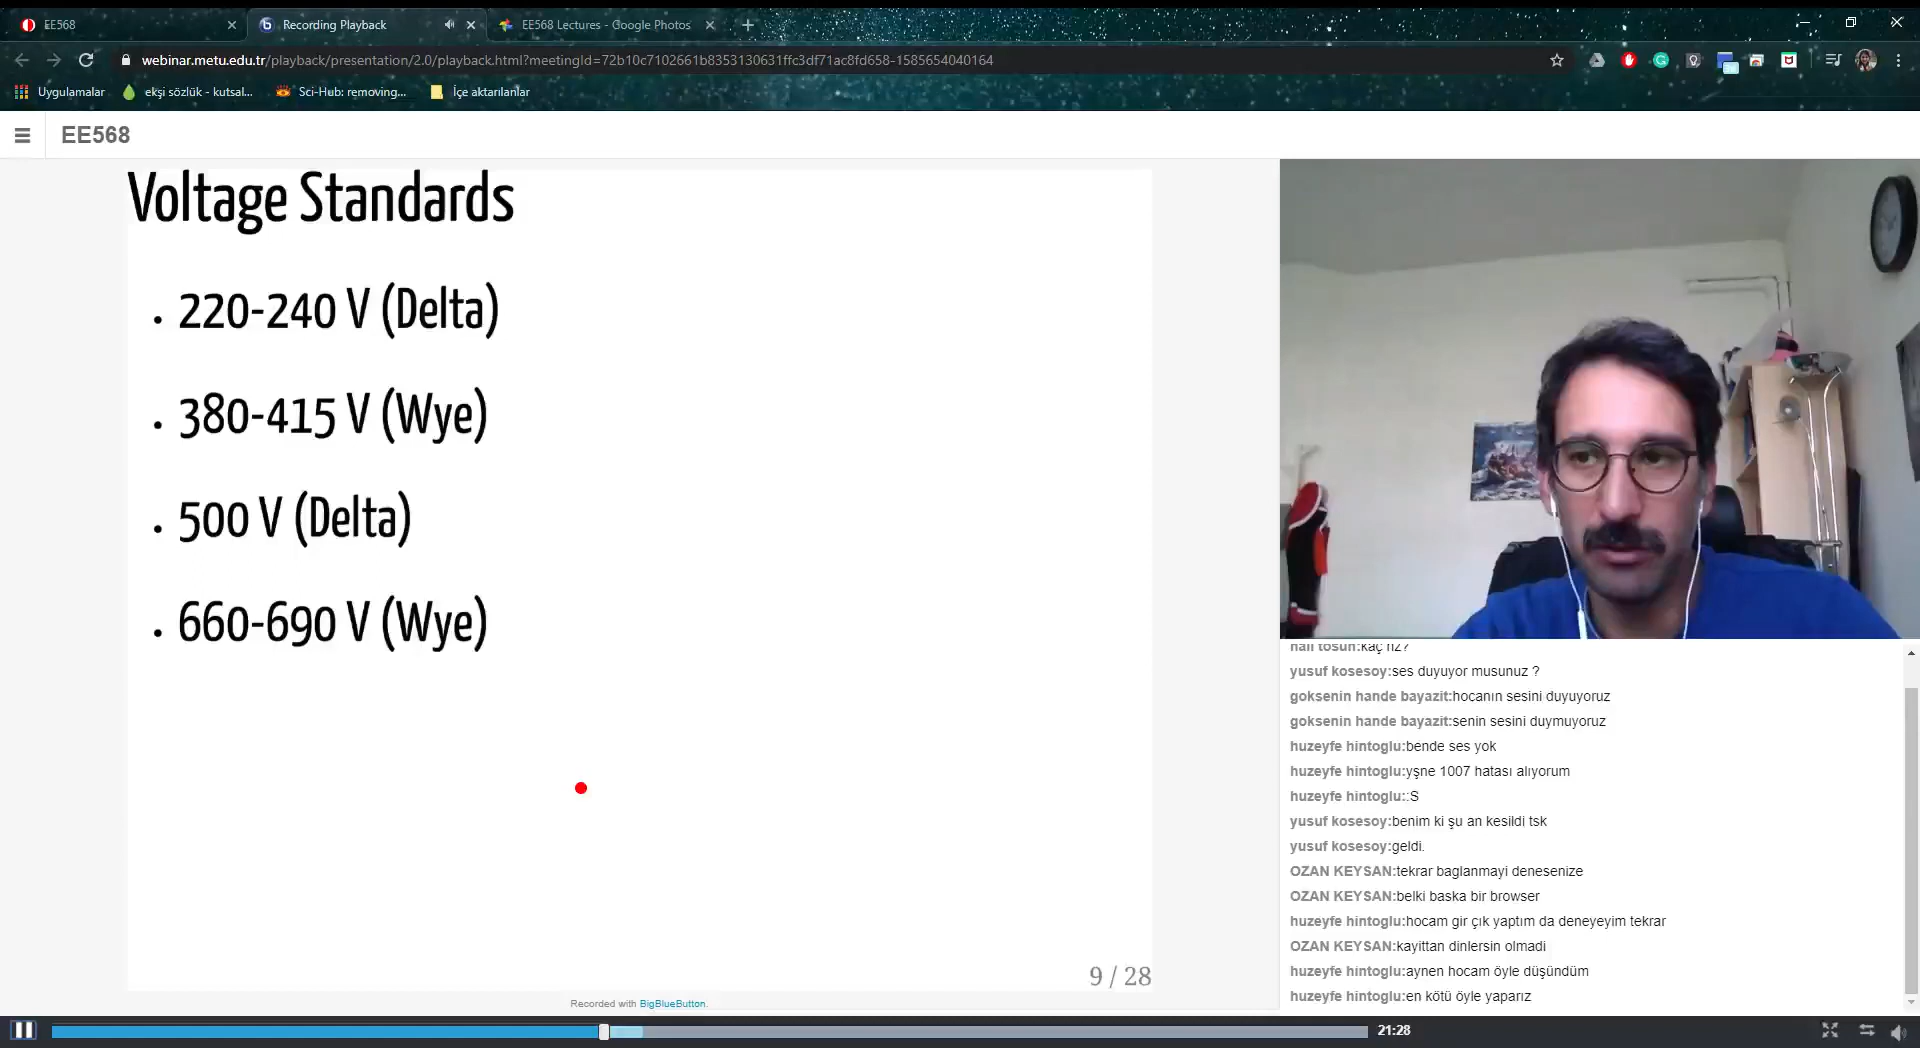 EE568
Recording Playback
EE568 Lectures - Google Photos
webinar.metu.edu.tr/playback/presentation/2.0/playback.html?meetingId=72b10c7102661b8353130631ffc3df71ac8fd658-1585654040164
Uygulamalar
ekşi sözlük - kutsal...
Sci-Hub: removing...
İçe aktarılanlar
EE568
Voltage Standards
• 220-240 V (Delta)
• 380-415 V (Wye)
• 500 V (Delta)
• 660-690 V (Wye)
9 / 28
Recorded with BigBlueButton.
yusuf kosesoy:ses duyuyor musunuz ?
goksenin hande bayazit:hocanın sesini duyuyoruz
goksenin hande bayazit:senin sesini duymuyoruz
huzeyfe hintoglu:bende ses yok
huzeyfe hintoglu:yşne 1007 hatası alıyorum
huzeyfe hintoglu::S
yusuf kosesoy:benim ki şu an kesildi tsk
yusuf kosesoy:geldi.
OZAN KEYSAN:tekrar baglanmayi denesenize
OZAN KEYSAN:belki baska bir browser
huzeyfe hintoglu:hocam gir çık yaptım da deneyeyim tekrar
OZAN KEYSAN:kayittan dinlersin olmadi
huzeyfe hintoglu:aynen hocam öyle düşündüm
huzeyfe hintoglu:en kötü öyle yaparız
21:28